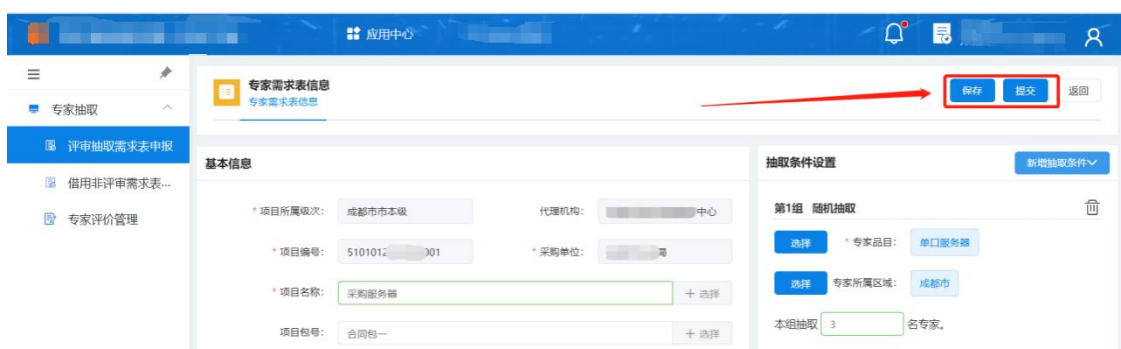 应用中心
专家需求表信息
专家需求表信息
保存 提交 返回
专家抽取
评审抽取需求表申报
借用非评审需求表...
专家评价管理
基本信息
* 项目所属级次: 成都市市本级 代理机构: 中心
* 项目编号: 5101012 001 * 采购单位: 局
* 项目名称: 采购服务器 + 选择
项目包号: 合同包一 + 选择
抽取条件设置 新增抽取条件
第1组 随机抽取
选择 * 专家品目: 单口服务器
选择 专家所属区域: 成都市
本组抽取 3 名专家。